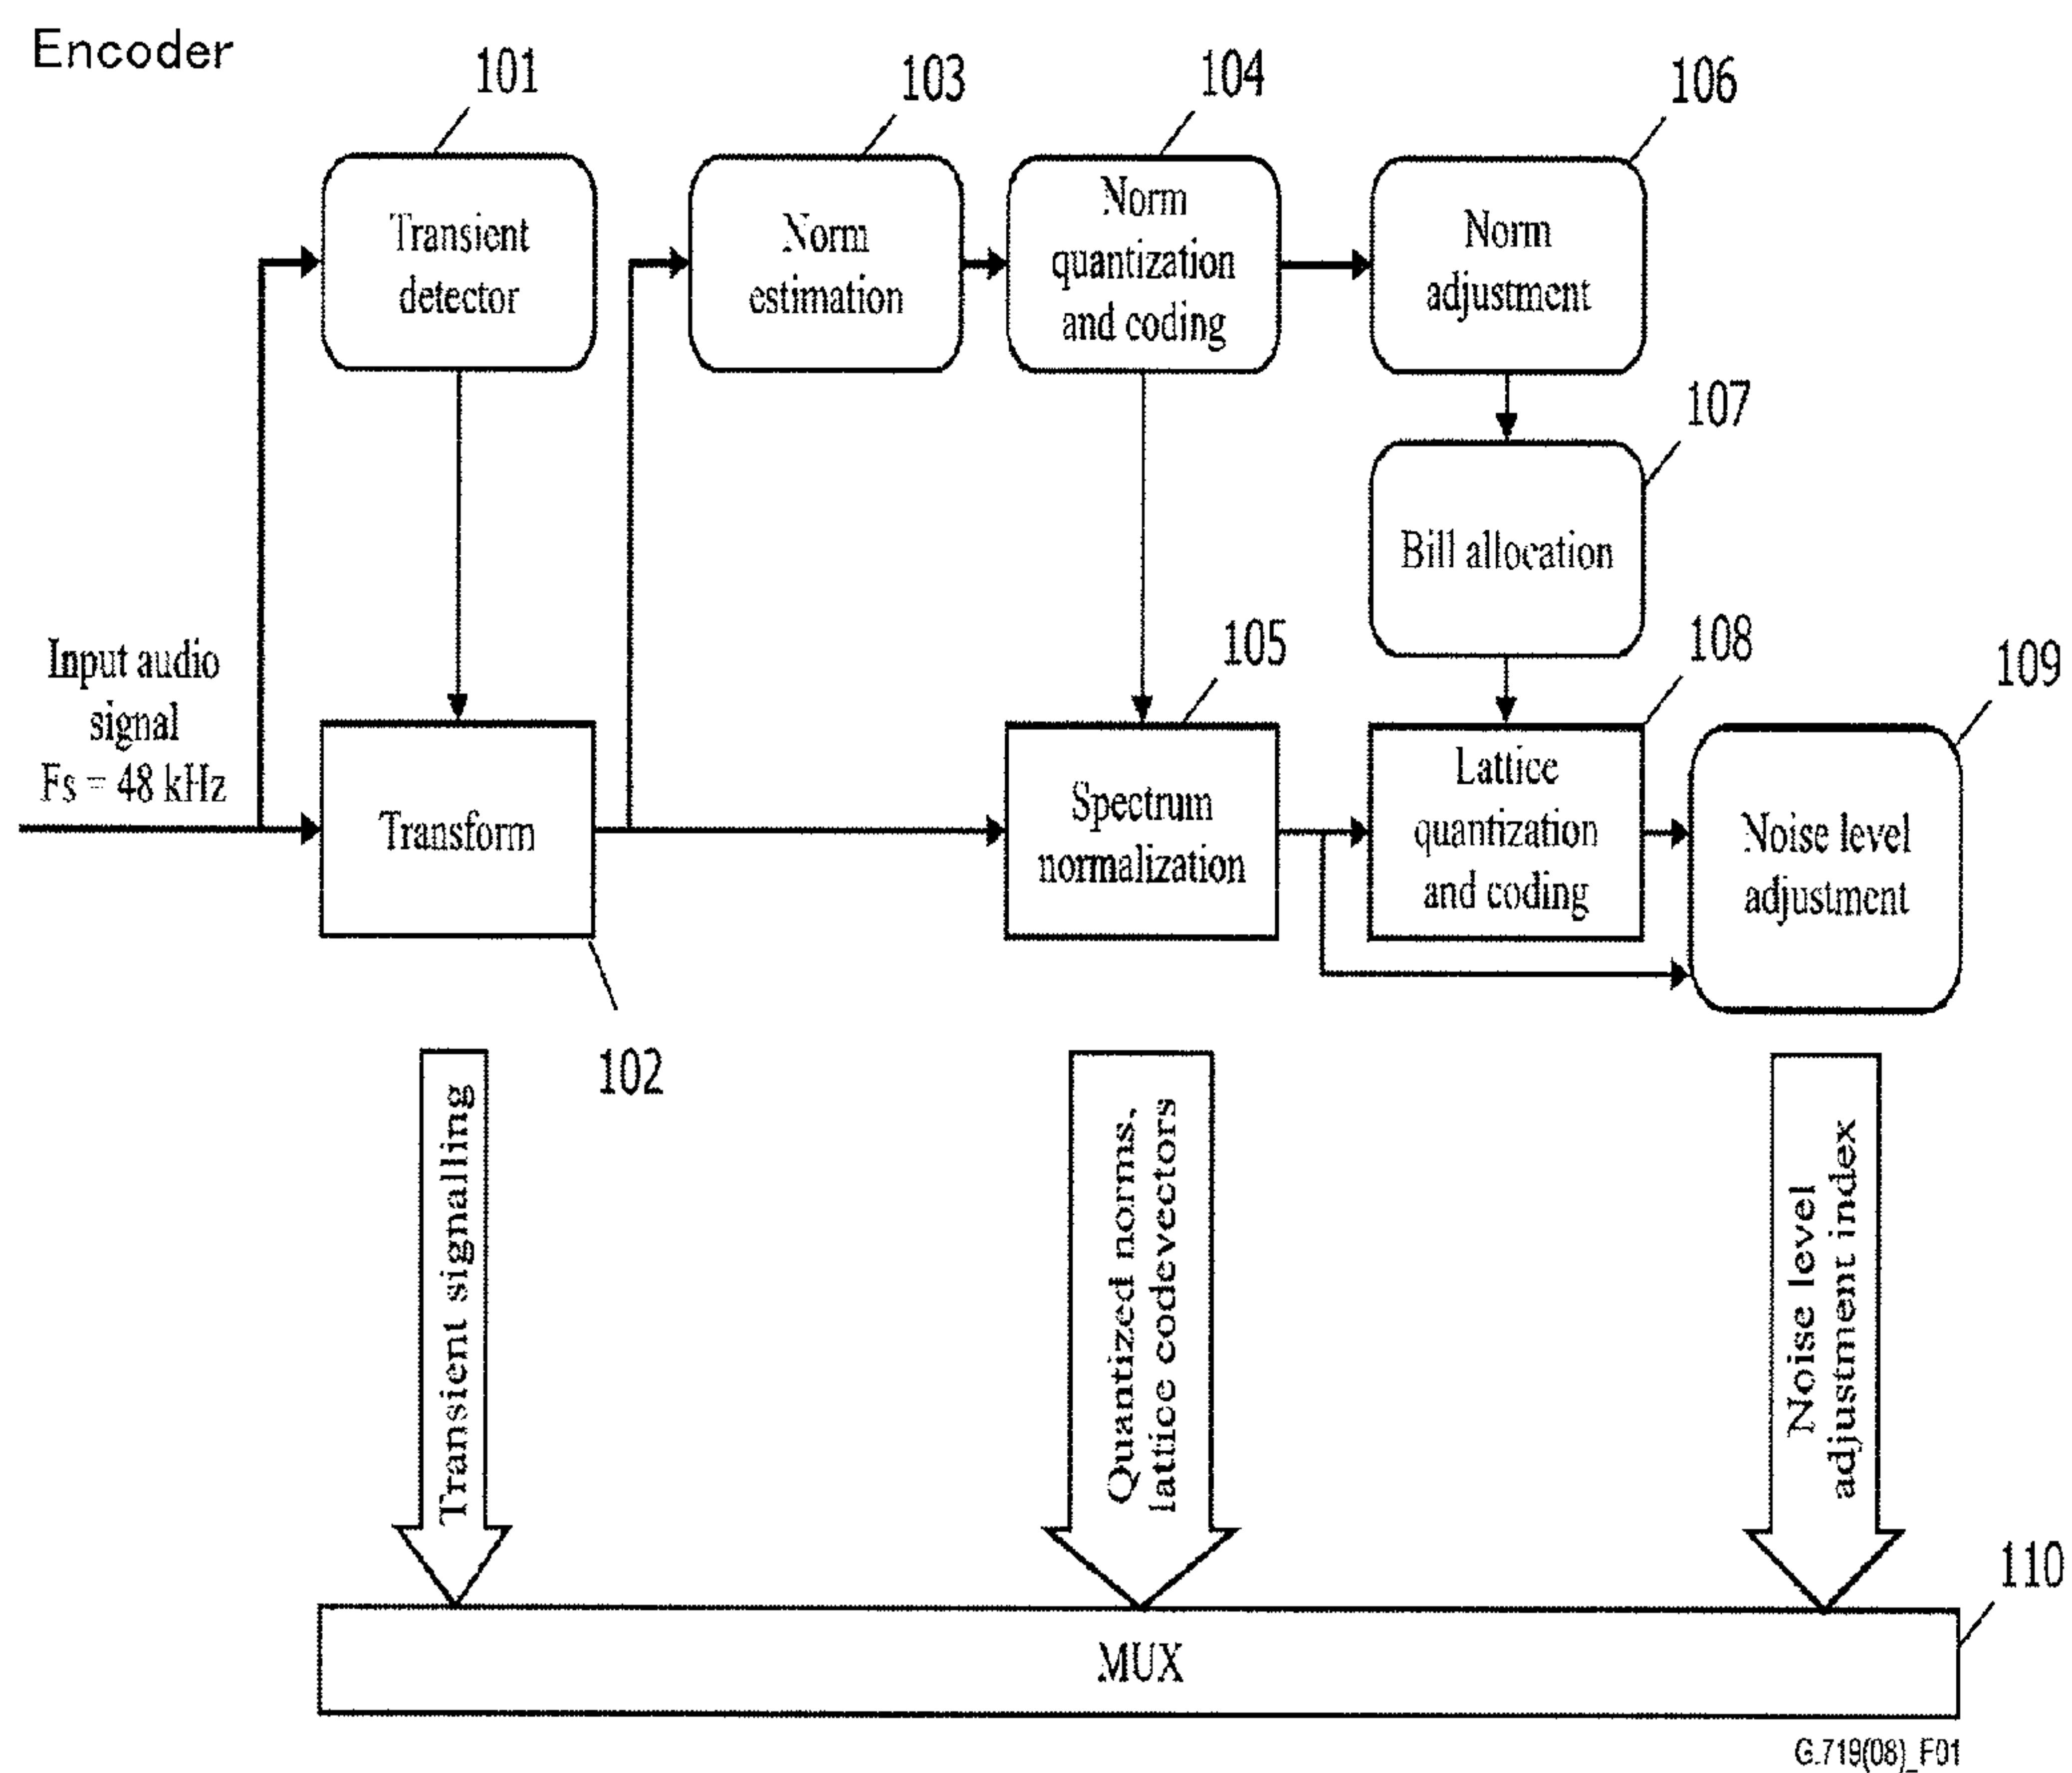 Encoder
101
103
104
106
Transient
detector
Norm
estimation
Norm
quantization
and coding
Norm
adjustment
107
Bill allocation
Input audio
signal
Fs = 48 kHz
105
108
109
Transform
Spectrum
normalization
Lattice
quantization
and coding
Noise level
adjustment
102
Transient signalling
Quantized norms,
lattice codevectors
Noise level
adjustment index
110
MUX
G.719(08)_F01